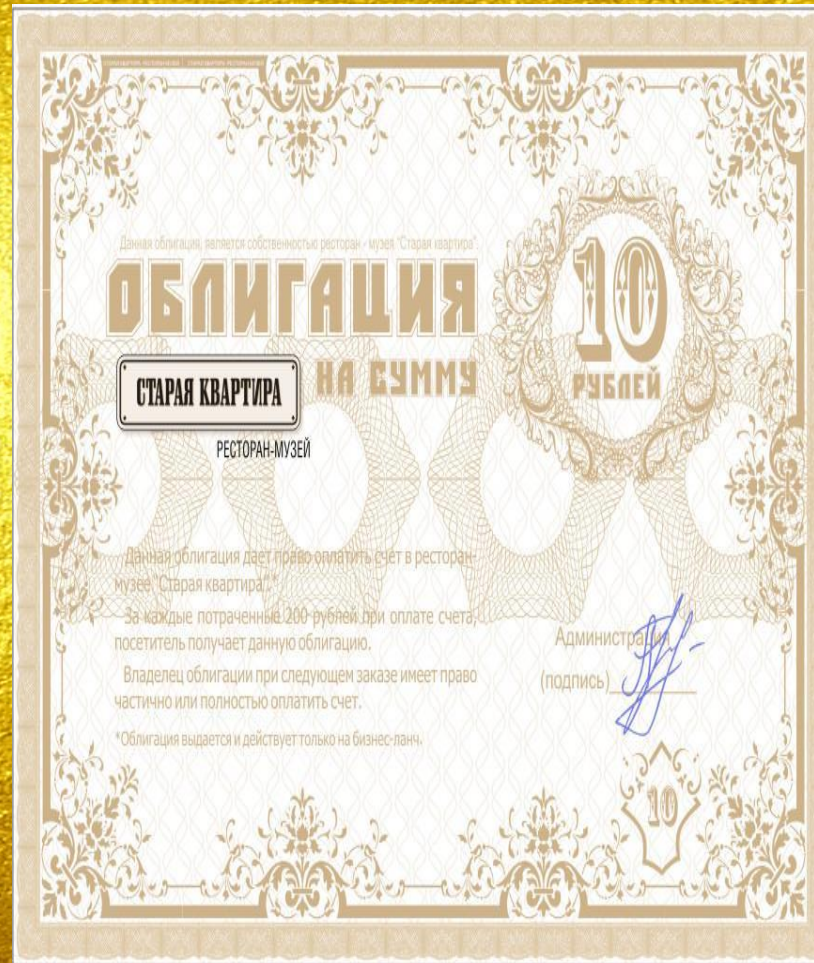 Данная облигация, является собственностью ресторан - музея "Старая квартира".
ОБЛИГАЦИЯ
НА СУММУ
10
РУБЛЕЙ
СТАРАЯ КВАРТИРА
РЕСТОРАН-МУЗЕЙ
Данная облигация дает право оплатить счет в ресторан-
музее "Старая квартира".*
За каждые потраченные 200 рублей при оплате счета,
посетитель получает данную облигацию.
Владелец облигации при следующем заказе имеет право
частично или полностью оплатить счет.
*Облигация выдается и действует только на бизнес-ланч.
Администрация
(подпись)
10